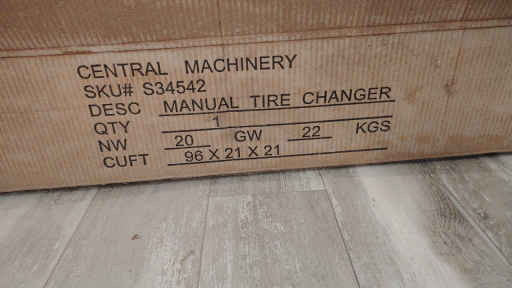 CENTRAL MACHINERY
SKU# S34542
DESC MANUAL TIRE CHANGER
QTY 1
NW 20 GW 22 KGS
CUFT 96 X 21 X 21